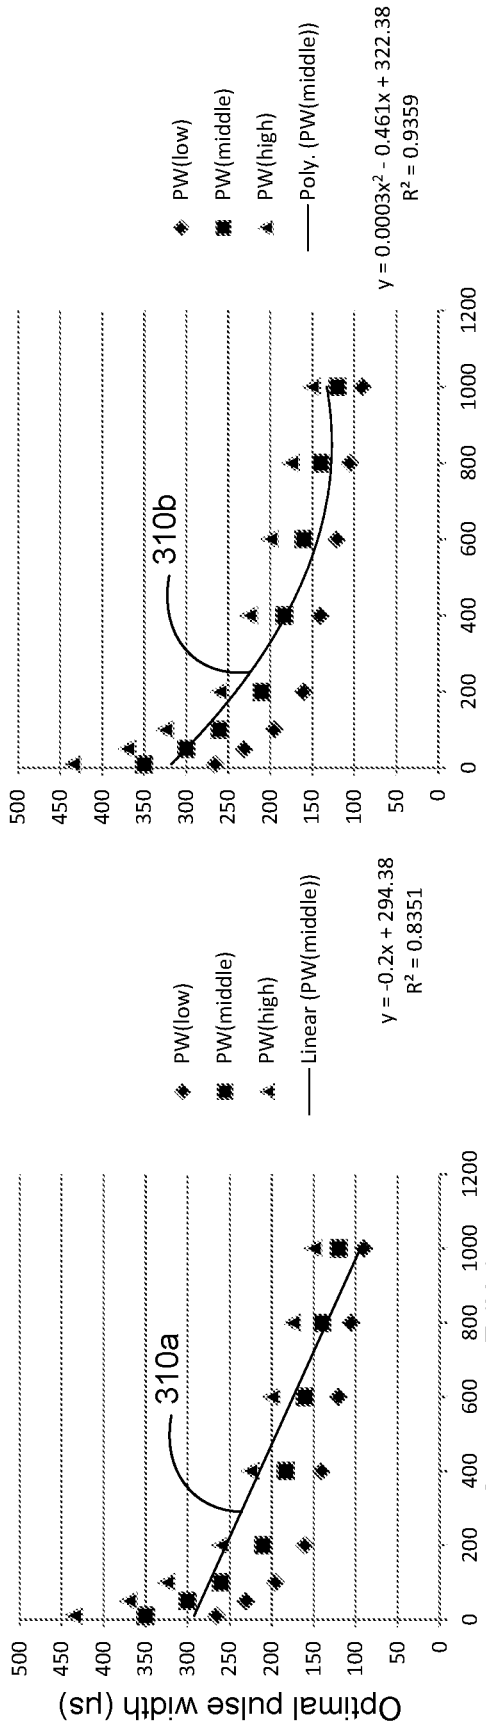 Optimal pulse width (µs)
500
450
400
350
300
250
200
150
100
50
0
0
200
400
600
800
1000
1200
310a
PW(low)
PW(middle)
PW(high)
Linear (PW(middle))
y = -0.2x + 294.38
R² = 0.8351
500
450
400
350
300
250
200
150
100
50
0
0
200
400
600
800
1000
1200
310b
PW(low)
PW(middle)
PW(high)
Poly. (PW(middle))
y = 0.0003x² - 0.461x + 322.38
R² = 0.9359